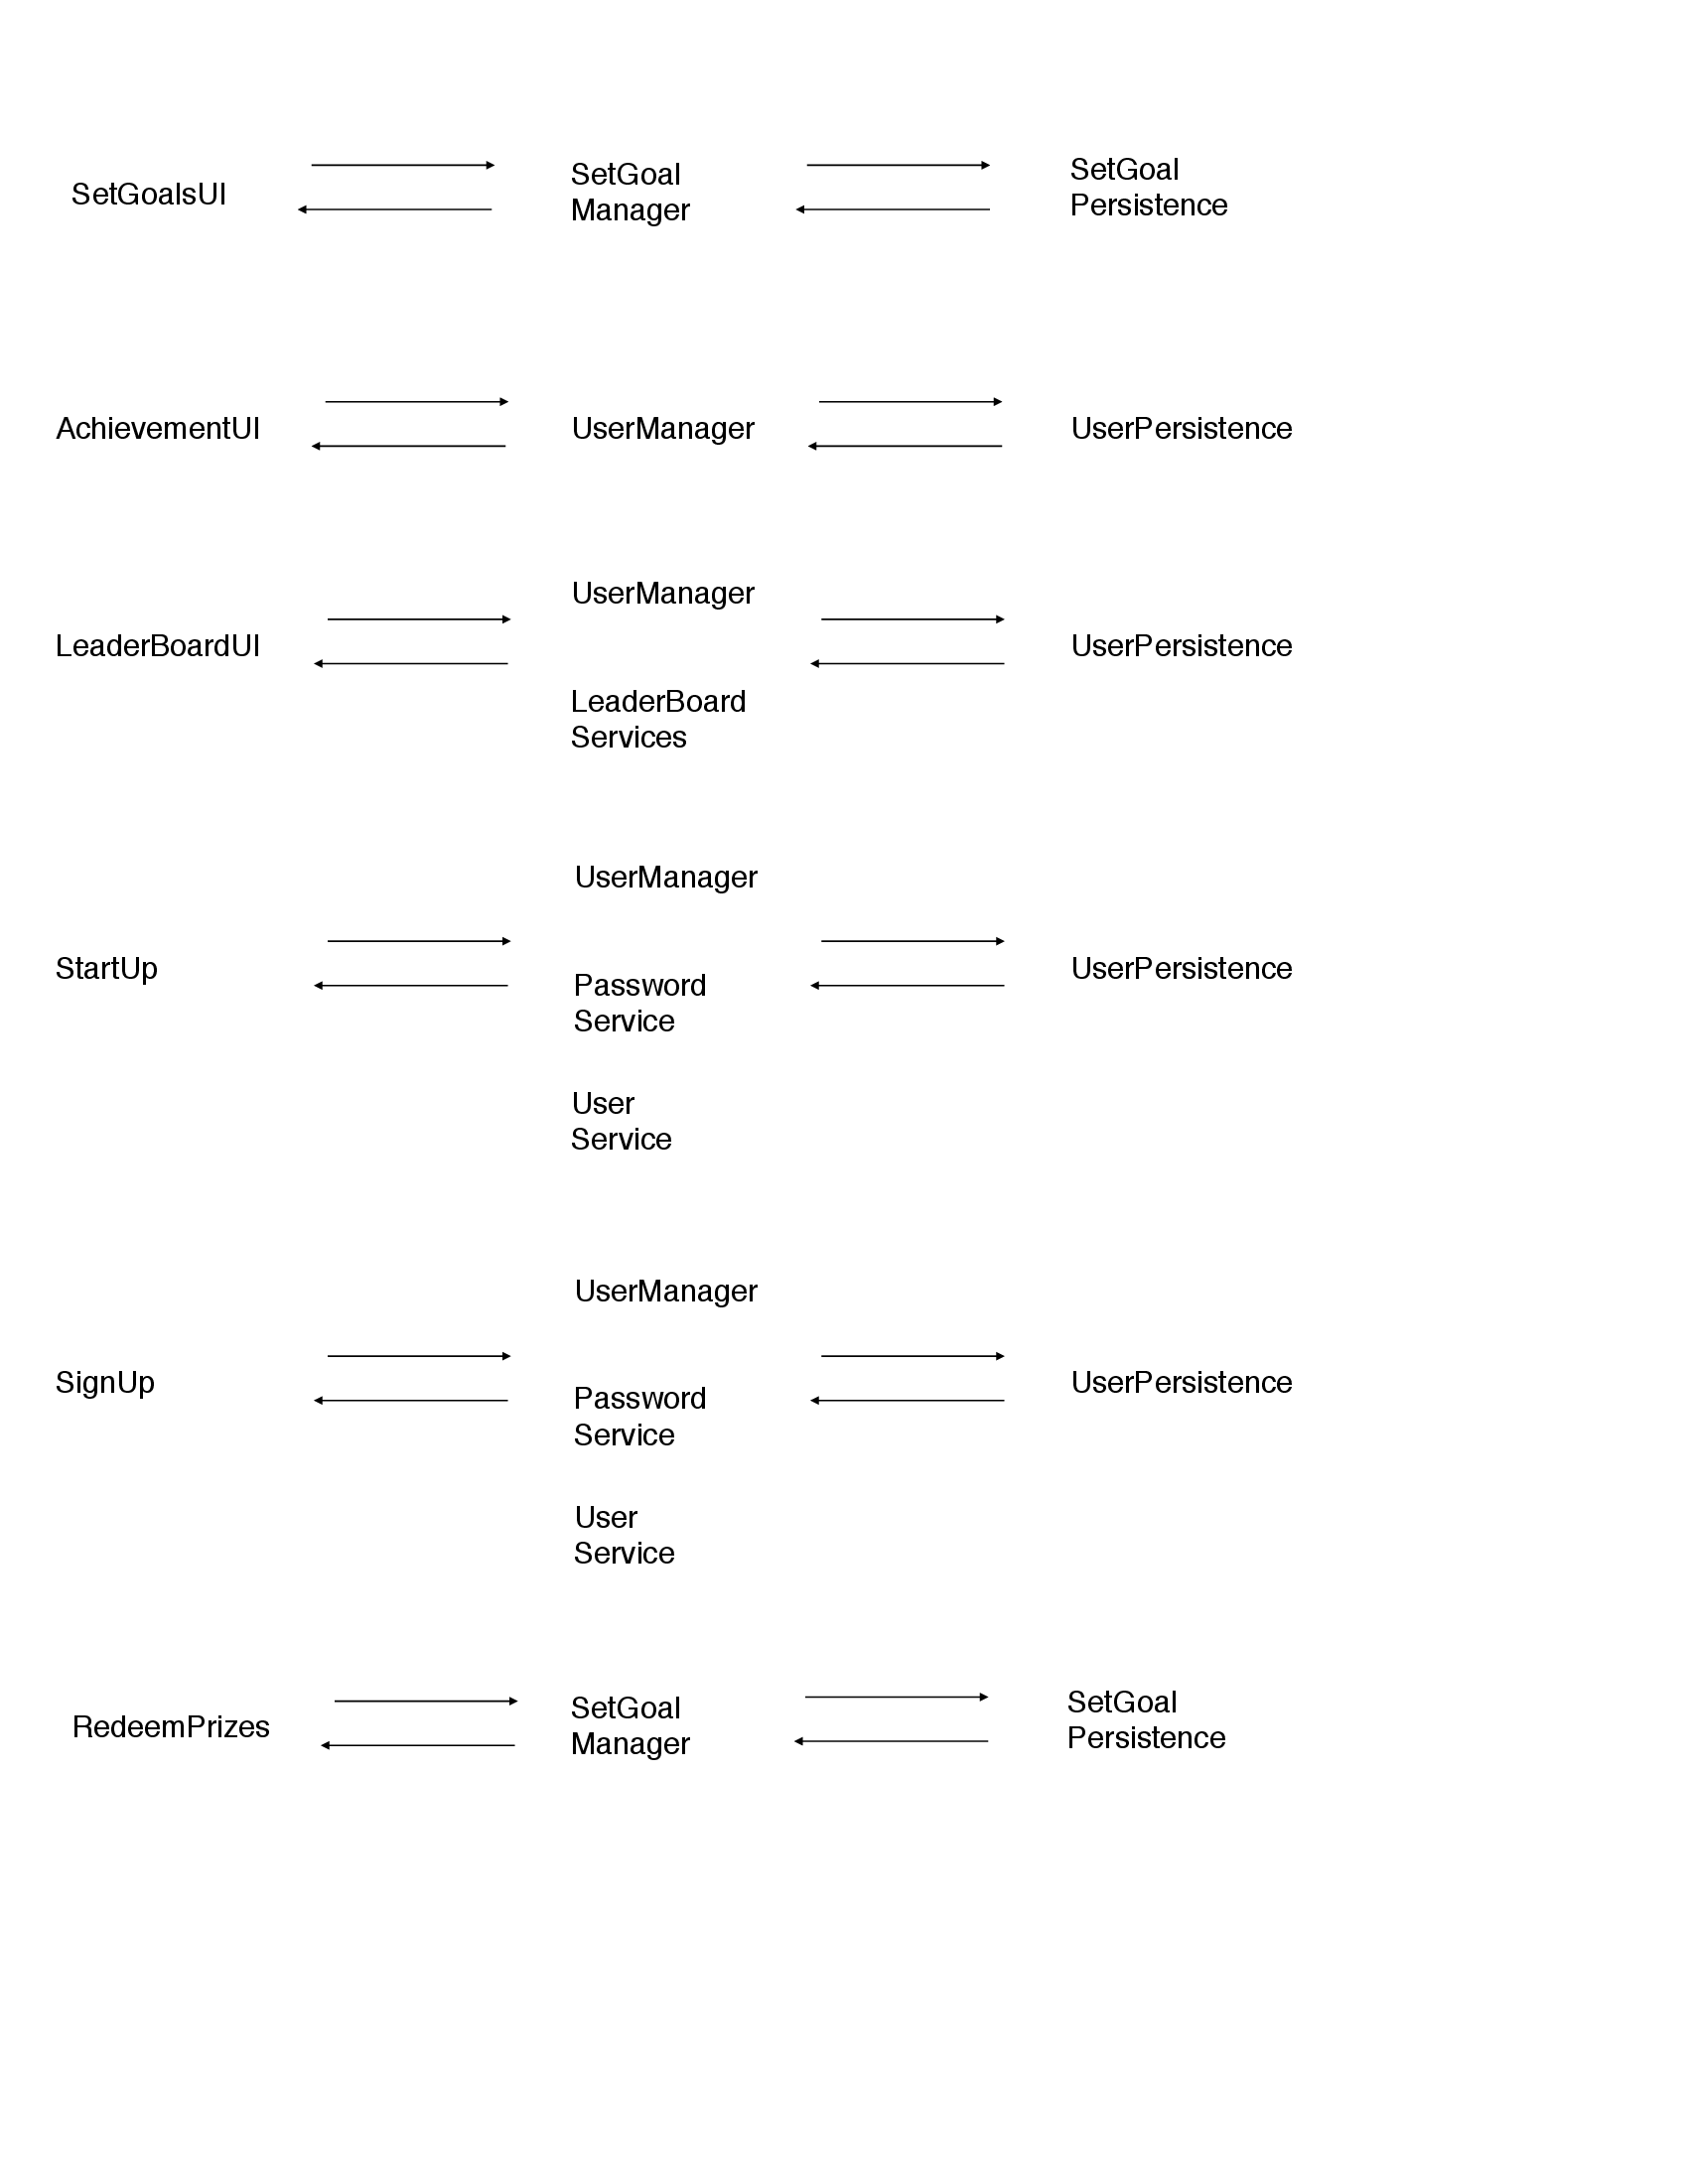 SetGoalsUI
SetGoal
Manager
SetGoal
Persistence
AchievementUI
UserManager
UserPersistence
LeaderBoardUI
UserManager
LeaderBoard
Services
UserPersistence
StartUp
UserManager
Password
Service
User
Service
UserPersistence
SignUp
UserManager
Password
Service
User
Service
UserPersistence
RedeemPrizes
SetGoal
Manager
SetGoal
Persistence